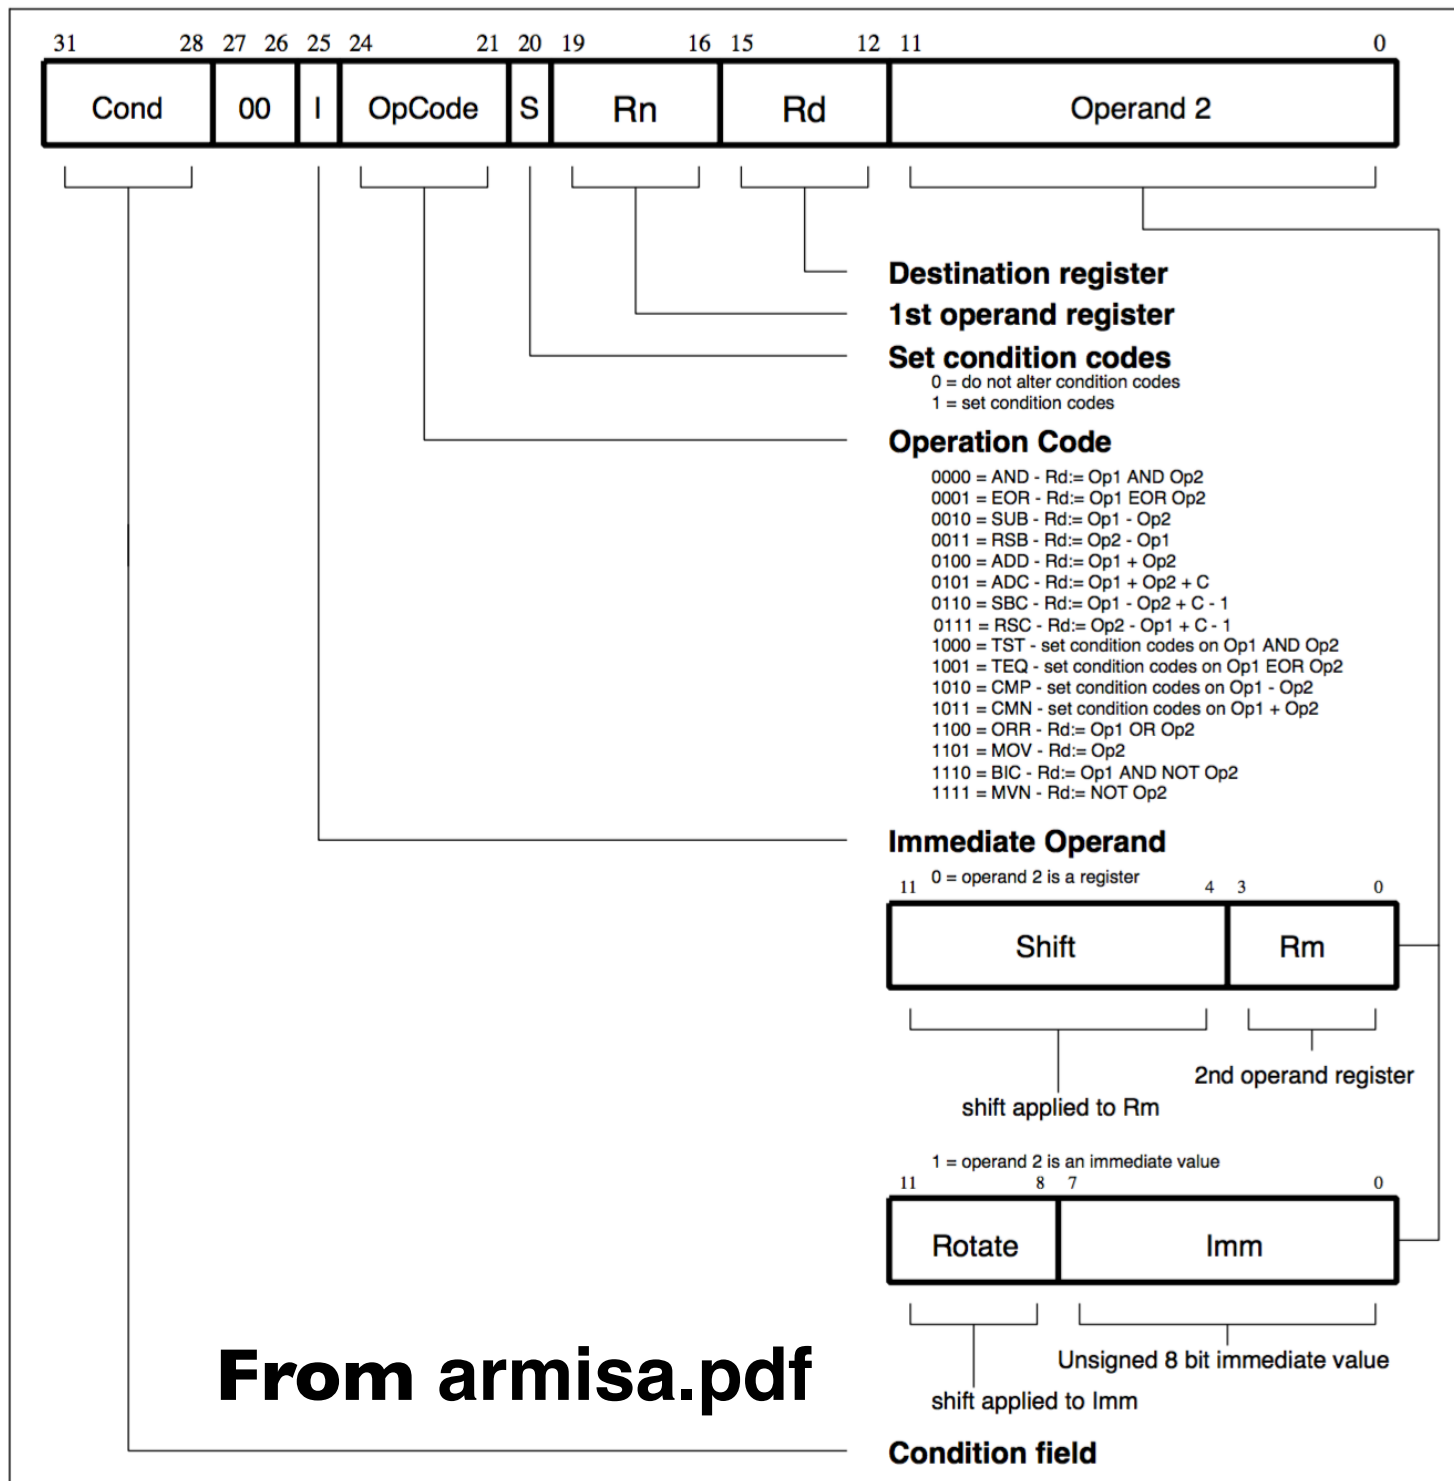 31 28 27 26 25 24 21 20 19 16 15 12 11 0
Cond 00 I OpCode S Rn Rd Operand 2
Destination register
1st operand register
Set condition codes
0 = do not alter condition codes
1 = set condition codes
Operation Code
0000 = AND - Rd:= Op1 AND Op2
0001 = EOR - Rd:= Op1 EOR Op2
0010 = SUB - Rd:= Op1 - Op2
0011 = RSB - Rd:= Op2 - Op1
0100 = ADD - Rd:= Op1 + Op2
0101 = ADC - Rd:= Op1 + Op2 + C
0110 = SBC - Rd:= Op1 - Op2 + C - 1
0111 = RSC - Rd:= Op2 - Op1 + C - 1
1000 = TST - set condition codes on Op1 AND Op2
1001 = TEQ - set condition codes on Op1 EOR Op2
1010 = CMP - set condition codes on Op1 - Op2
1011 = CMN - set condition codes on Op1 + Op2
1100 = ORR - Rd:= Op1 OR Op2
1101 = MOV - Rd:= Op2
1110 = BIC - Rd:= Op1 AND NOT Op2
1111 = MVN - Rd:= NOT Op2
Immediate Operand
0 = operand 2 is a register
11 4 3 0
Shift Rm
2nd operand register
shift applied to Rm
1 = operand 2 is an immediate value
11 8 7 0
Rotate Imm
Unsigned 8 bit immediate value
shift applied to Imm
From armisa.pdf
Condition field